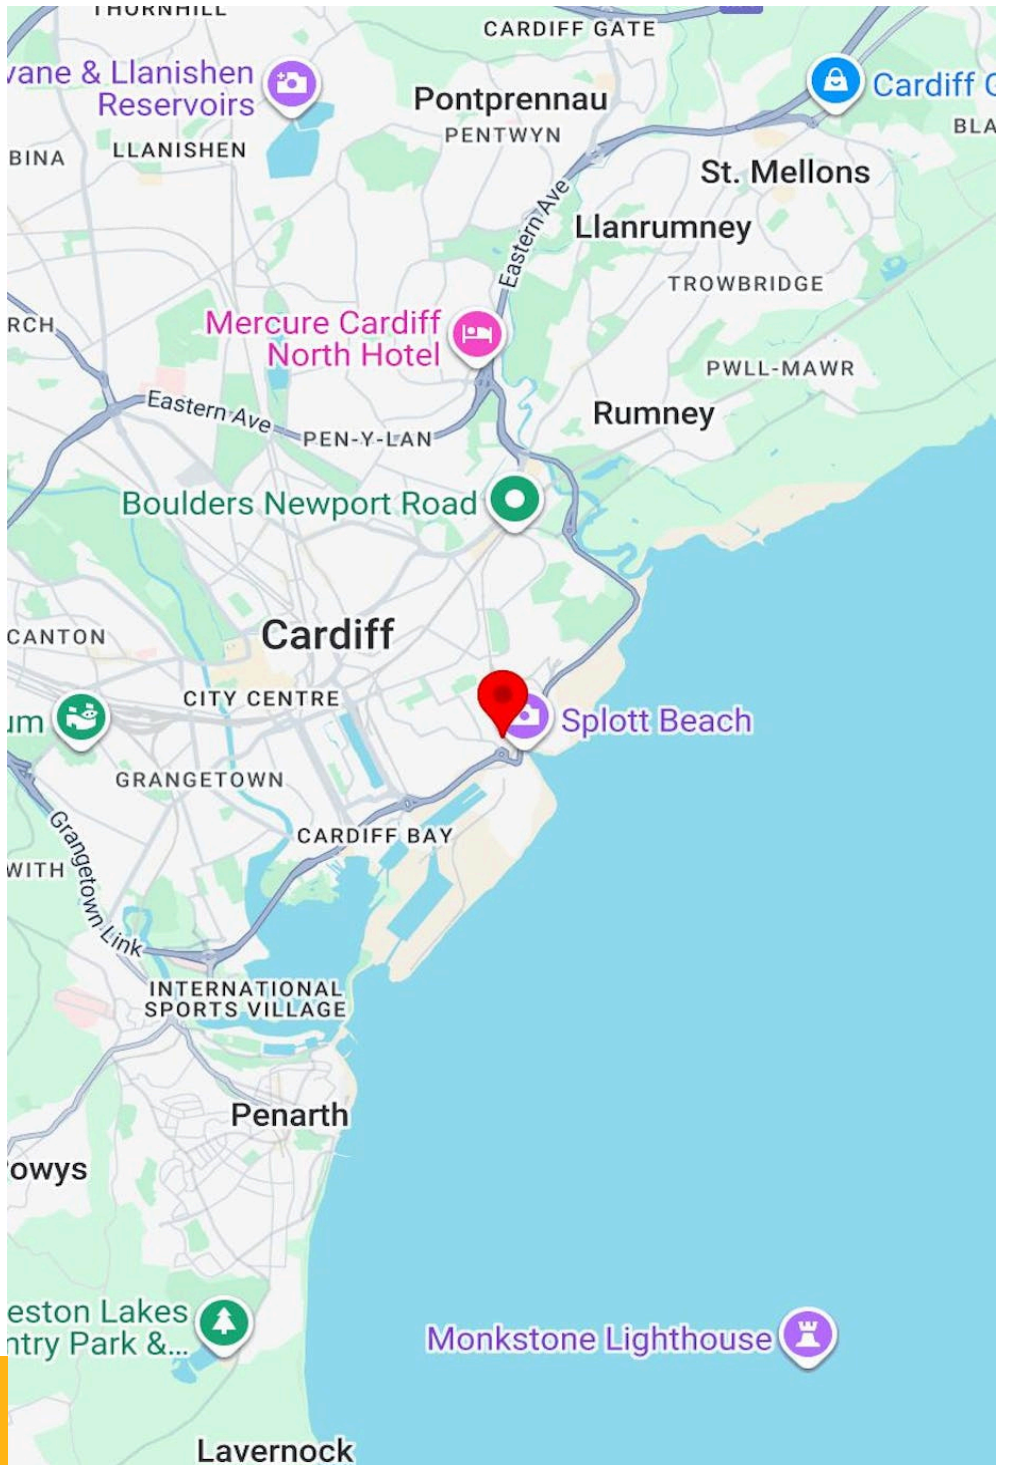 THORNHILL
CARDIFF GATE
vane & Llanishen
Reservoirs
Pontprennau
Cardiff G
PENTWYN
BLA
BINA
LLANISHEN
St. Mellons
Eastern Ave
Llanrumney
TROWBRIDGE
RCH
Mercure Cardiff
North Hotel
PWLL-MAWR
Eastern Ave
Rumney
PEN-Y-LAN
Boulders Newport Road
CANTON
Cardiff
CITY CENTRE
um
Splott Beach
GRANGETOWN
CARDIFF BAY
WITH
Grangetown Link
INTERNATIONAL
SPORTS VILLAGE
Penarth
owys
eston Lakes
ntry Park &...
Monkstone Lighthouse
Lavernock